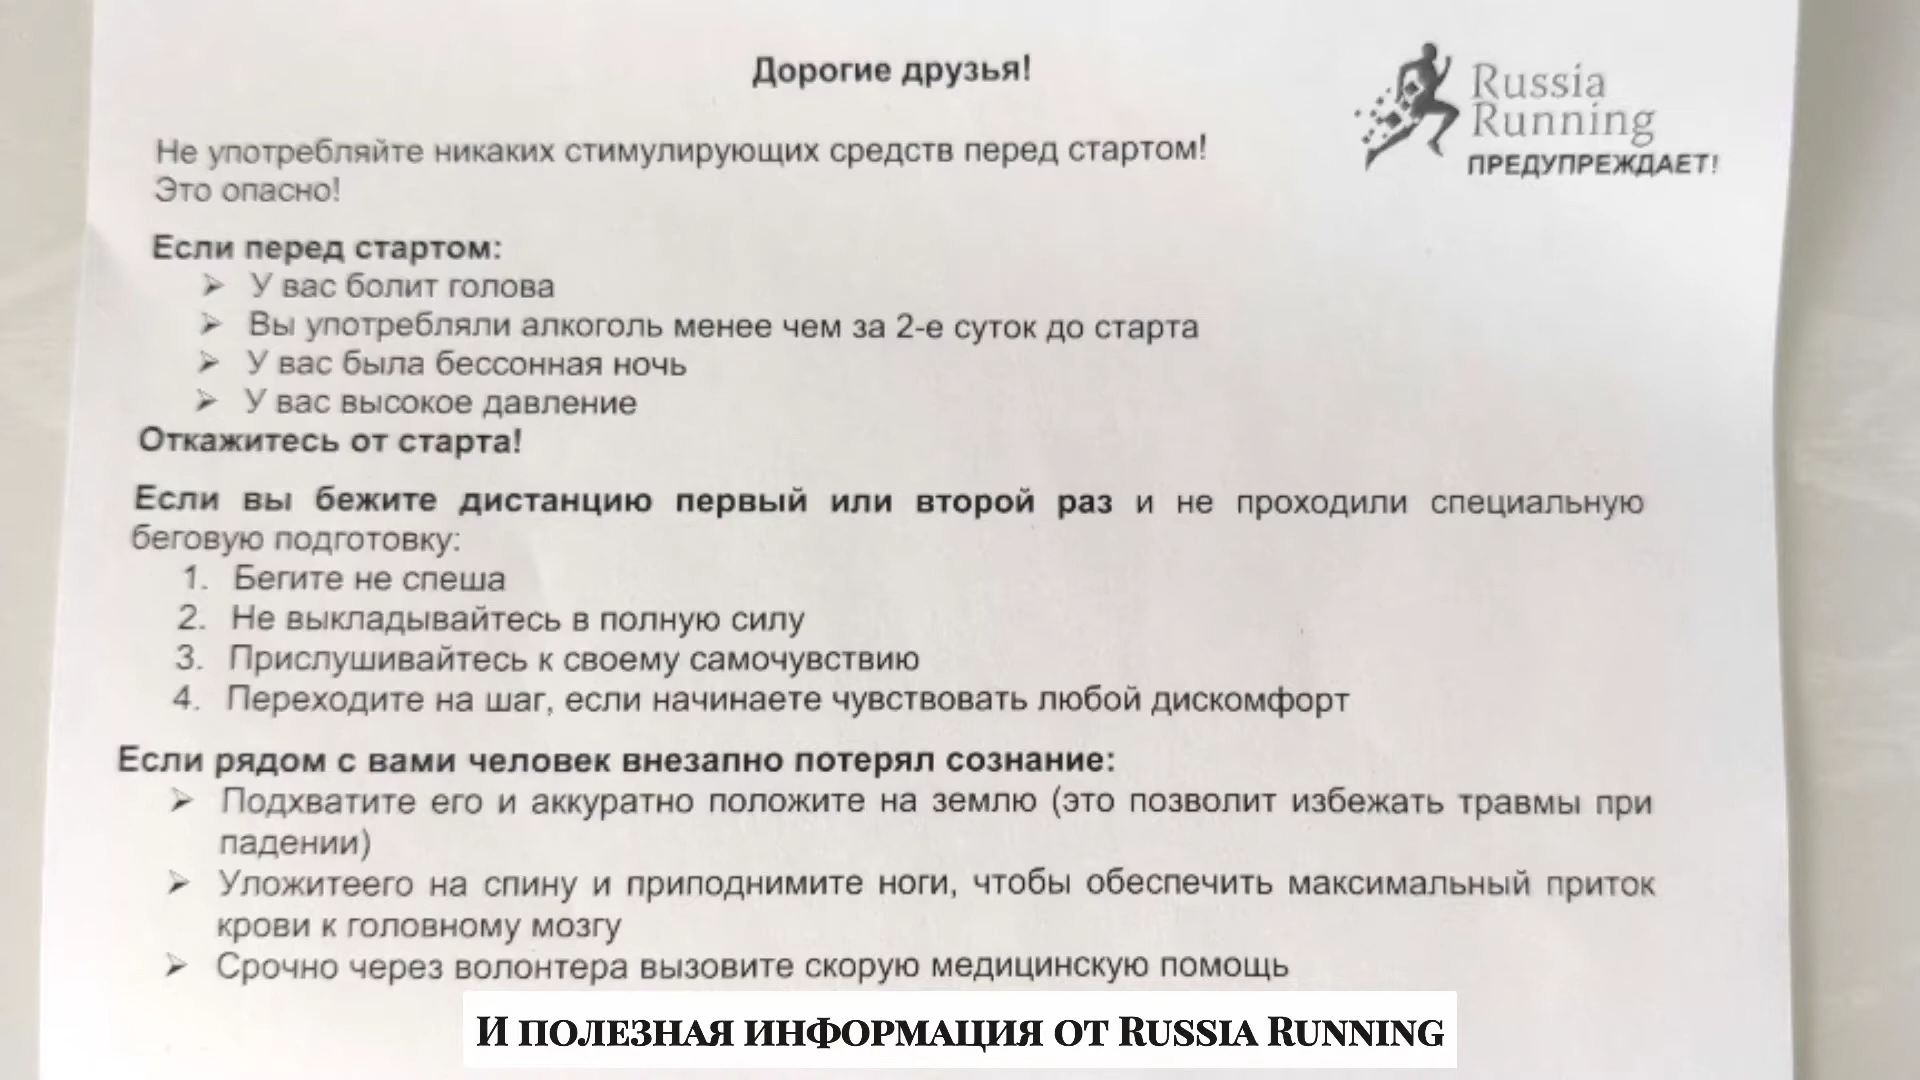 Дорогие друзья!
Russia
Running
ПРЕДУПРЕЖДАЕТ!
Не употребляйте никаких стимулирующих средств перед стартом!
Это опасно!
Если перед стартом:
➢ У вас болит голова
➢ Вы употребляли алкоголь менее чем за 2-е суток до старта
➢ У вас была бессонная ночь
➢ У вас высокое давление
Откажитесь от старта!
Если вы бежите дистанцию первый или второй раз и не проходили специальную
беговую подготовку:
1. Бегите не спеша
2. Не выкладывайтесь в полную силу
3. Прислушивайтесь к своему самочувствию
4. Переходите на шаг, если начинаете чувствовать любой дискомфорт
Если рядом с вами человек внезапно потерял сознание:
➢ Подхватите его и аккуратно положите на землю (это позволит избежать травмы при
падении)
➢ Уложитеего на спину и приподнимите ноги, чтобы обеспечить максимальный приток
крови к головному мозгу
➢ Срочно через волонтера вызовите скорую медицинскую помощь
И полезная информация от Russia Running